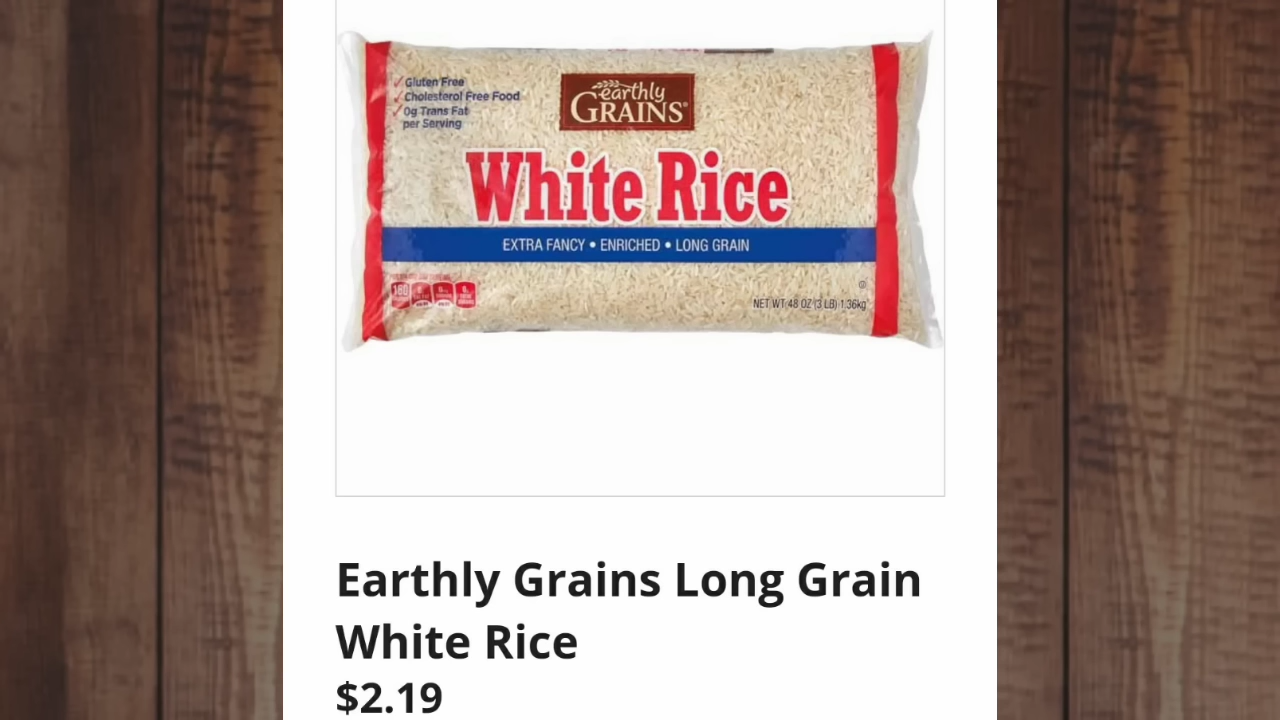 Gluten Free
Cholesterol Free Food
0g Trans Fat
per Serving
earthly
GRAINS®
White Rice
EXTRA FANCY • ENRICHED • LONG GRAIN
160
NET WT 48 OZ (3 LB) 1.36kg
Earthly Grains Long Grain
White Rice
$2.19